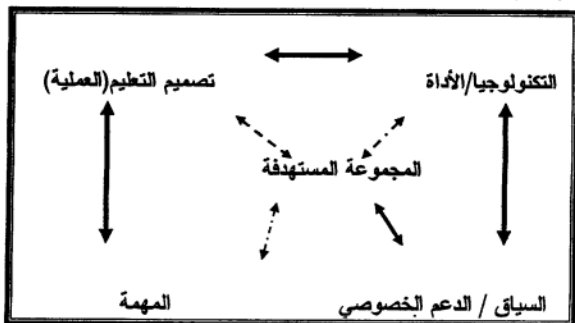 التكنولوجيا/الأداة تصميم التعليم(العملية)
المجموعة المستهدفة
السياق / الدعم الخصوصي المهمة